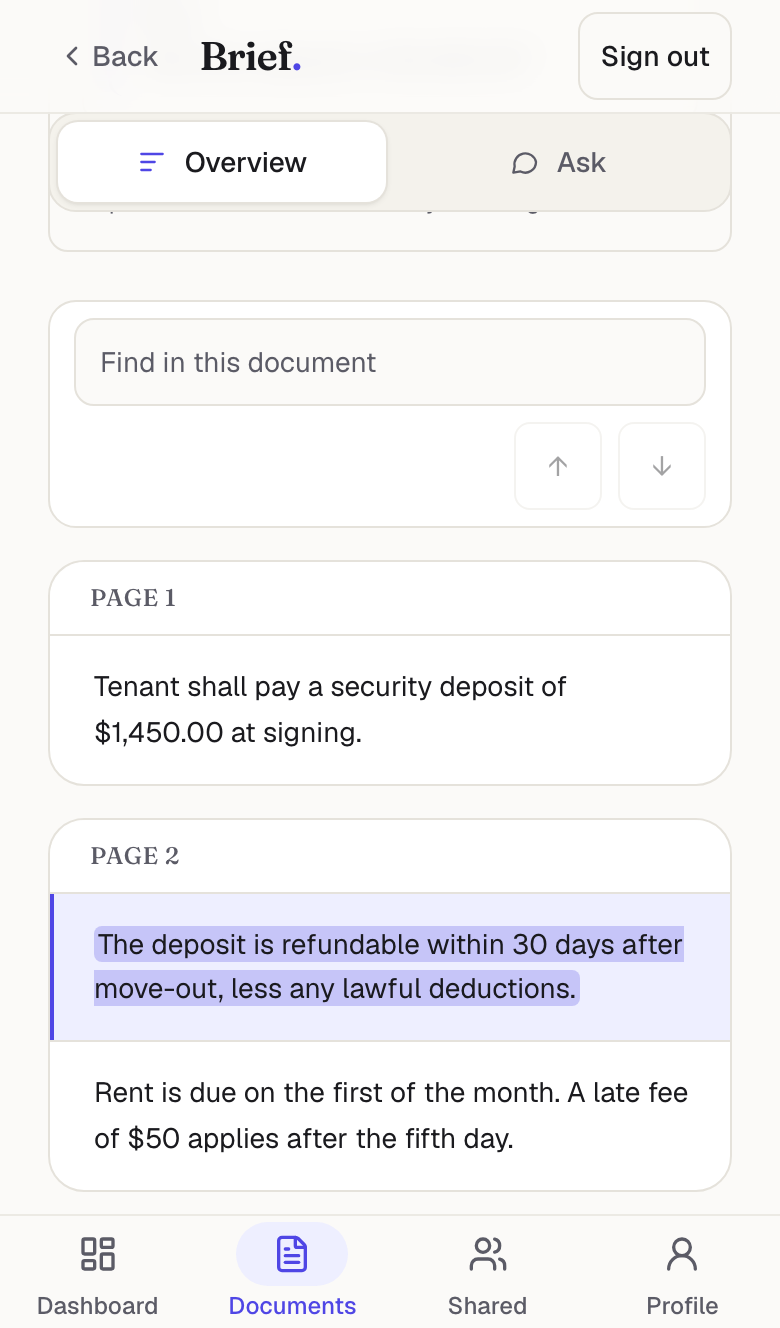 Back
Brief.
Sign out
Overview
Ask
Find in this document
PAGE 1
Tenant shall pay a security deposit of
$1,450.00 at signing.
PAGE 2
The deposit is refundable within 30 days after
move-out, less any lawful deductions.
Rent is due on the first of the month. A late fee
of $50 applies after the fifth day.
Dashboard
Documents
Shared
Profile